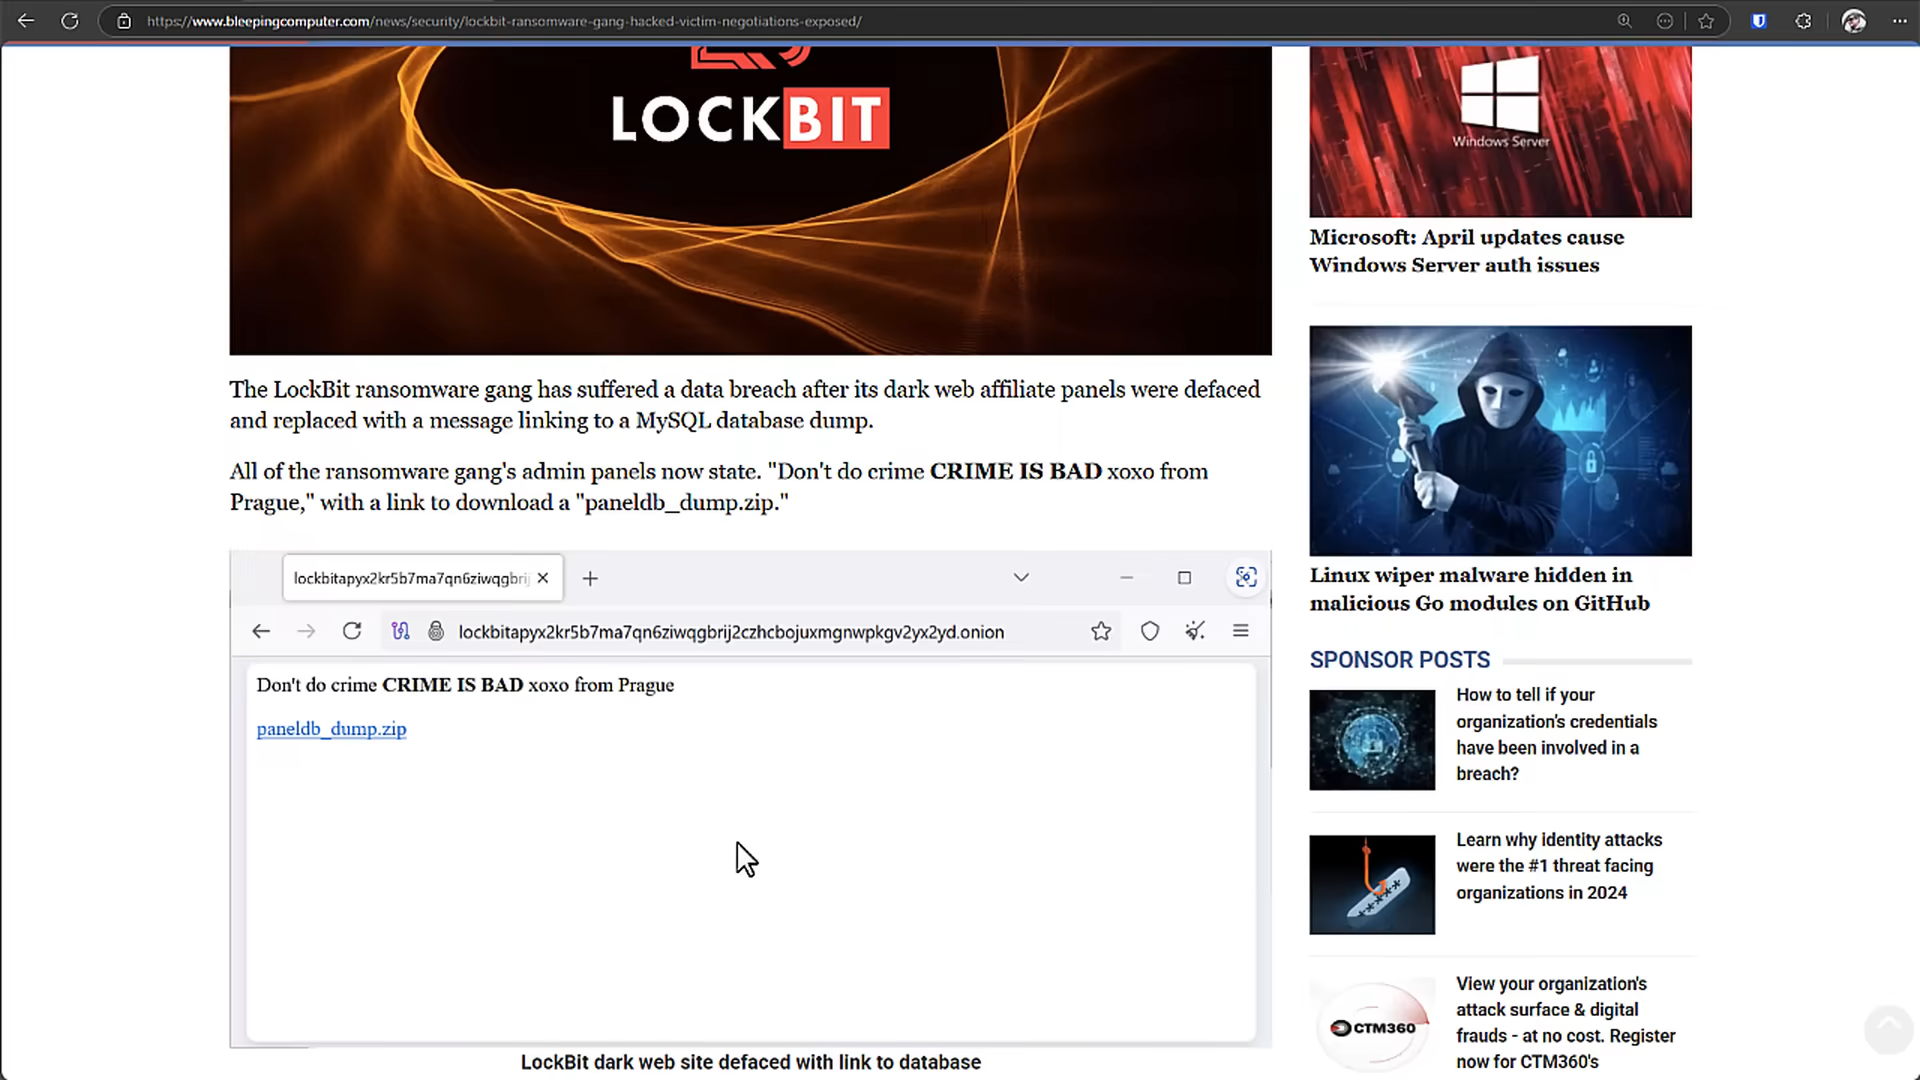 https://www.bleepingcomputer.com/news/security/lockbit-ransomware-gang-hacked-victim-negotiations-exposed/
LOCKBIT
The LockBit ransomware gang has suffered a data breach after its dark web affiliate panels were defaced
and replaced with a message linking to a MySQL database dump.
All of the ransomware gang's admin panels now state. "Don't do crime CRIME IS BAD xoxo from
Prague," with a link to download a "paneldb_dump.zip."
lockbitapyx2kr5b7ma7qn6ziwqgbrij
lockbitapyx2kr5b7ma7qn6ziwqgbrij2czhcbojuxmgnwpkgv2yx2yd.onion
Don't do crime CRIME IS BAD xoxo from Prague
paneldb_dump.zip
LockBit dark web site defaced with link to database
Windows Server
Microsoft: April updates cause
Windows Server auth issues
Linux wiper malware hidden in
malicious Go modules on GitHub
SPONSOR POSTS
How to tell if your
organization's credentials
have been involved in a
breach?
Learn why identity attacks
were the #1 threat facing
organizations in 2024
CTM360
View your organization's
attack surface & digital
frauds - at no cost. Register
now for CTM360's